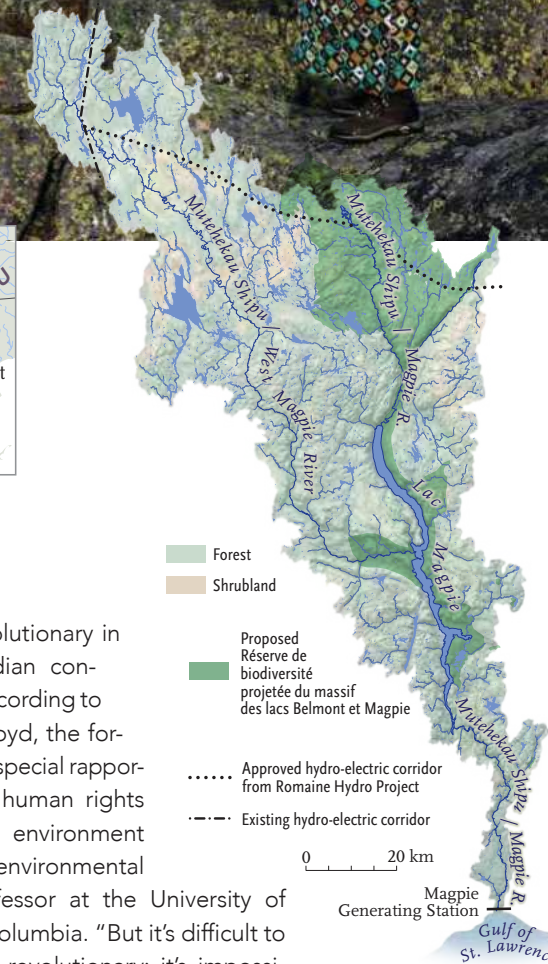 Mutehekau Shipu / West Magpie River
Mutehekau Shipu / Magpie R.
Lac Magpie
Mutehekau Shipu / Magpie R.
Forest
Shrubland
Proposed
Réserve de
biodiversité
projetée du massif
des lacs Belmont et Magpie
Approved hydro-electric corridor
from Romaine Hydro Project
Existing hydro-electric corridor
0 20 km
Magpie
Generating Station
Gulf of
St. Lawrence
olutionary in
dian con-
cording to
oyd, the for-
special rappor-
human rights
environment
environmental
fessor at the University of
olumbia. "But it's difficult to